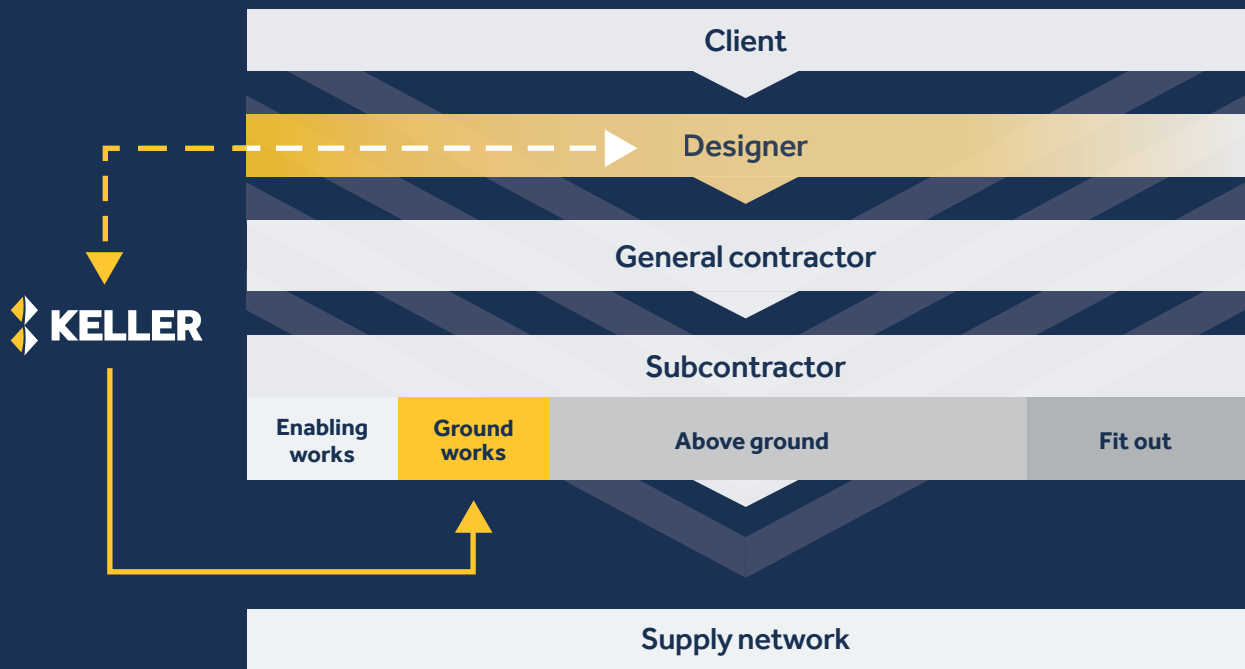 Client
Designer
General contractor
KELLER
Subcontractor
Enabling
works
Ground
works
Above ground
Fit out
Supply network